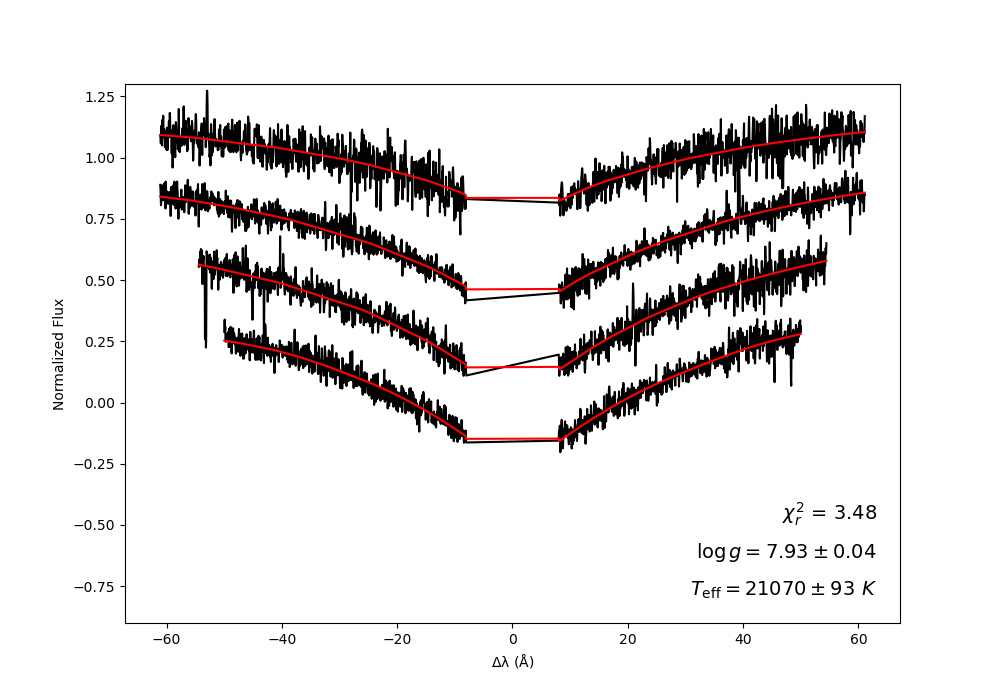 1.25
1.00
0.75
0.50
0.25
0.00
−0.25
−0.50
−0.75
Normalized Flux
χ²ᵣ = 3.48
log g = 7.93 ± 0.04
T_eff = 21070 ± 93 K
−60 −40 −20 0 20 40 60
Δλ (Å)